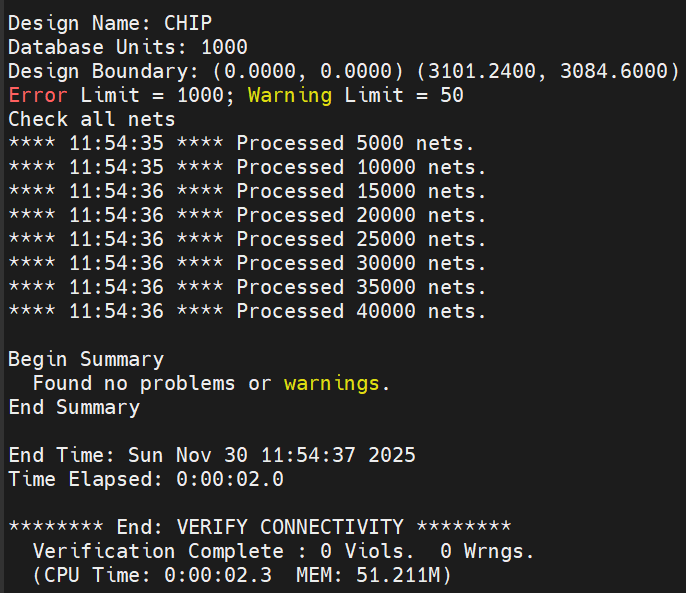 Design Name: CHIP
Database Units: 1000
Design Boundary: (0.0000, 0.0000) (3101.2400, 3084.6000)
Error Limit = 1000; Warning Limit = 50
Check all nets
**** 11:54:35 **** Processed 5000 nets.
**** 11:54:35 **** Processed 10000 nets.
**** 11:54:36 **** Processed 15000 nets.
**** 11:54:36 **** Processed 20000 nets.
**** 11:54:36 **** Processed 25000 nets.
**** 11:54:36 **** Processed 30000 nets.
**** 11:54:36 **** Processed 35000 nets.
**** 11:54:36 **** Processed 40000 nets.

Begin Summary
  Found no problems or warnings.
End Summary

End Time: Sun Nov 30 11:54:37 2025
Time Elapsed: 0:00:02.0

******** End: VERIFY CONNECTIVITY ********
  Verification Complete : 0 Viols.  0 Wrngs.
  (CPU Time: 0:00:02.3  MEM: 51.211M)